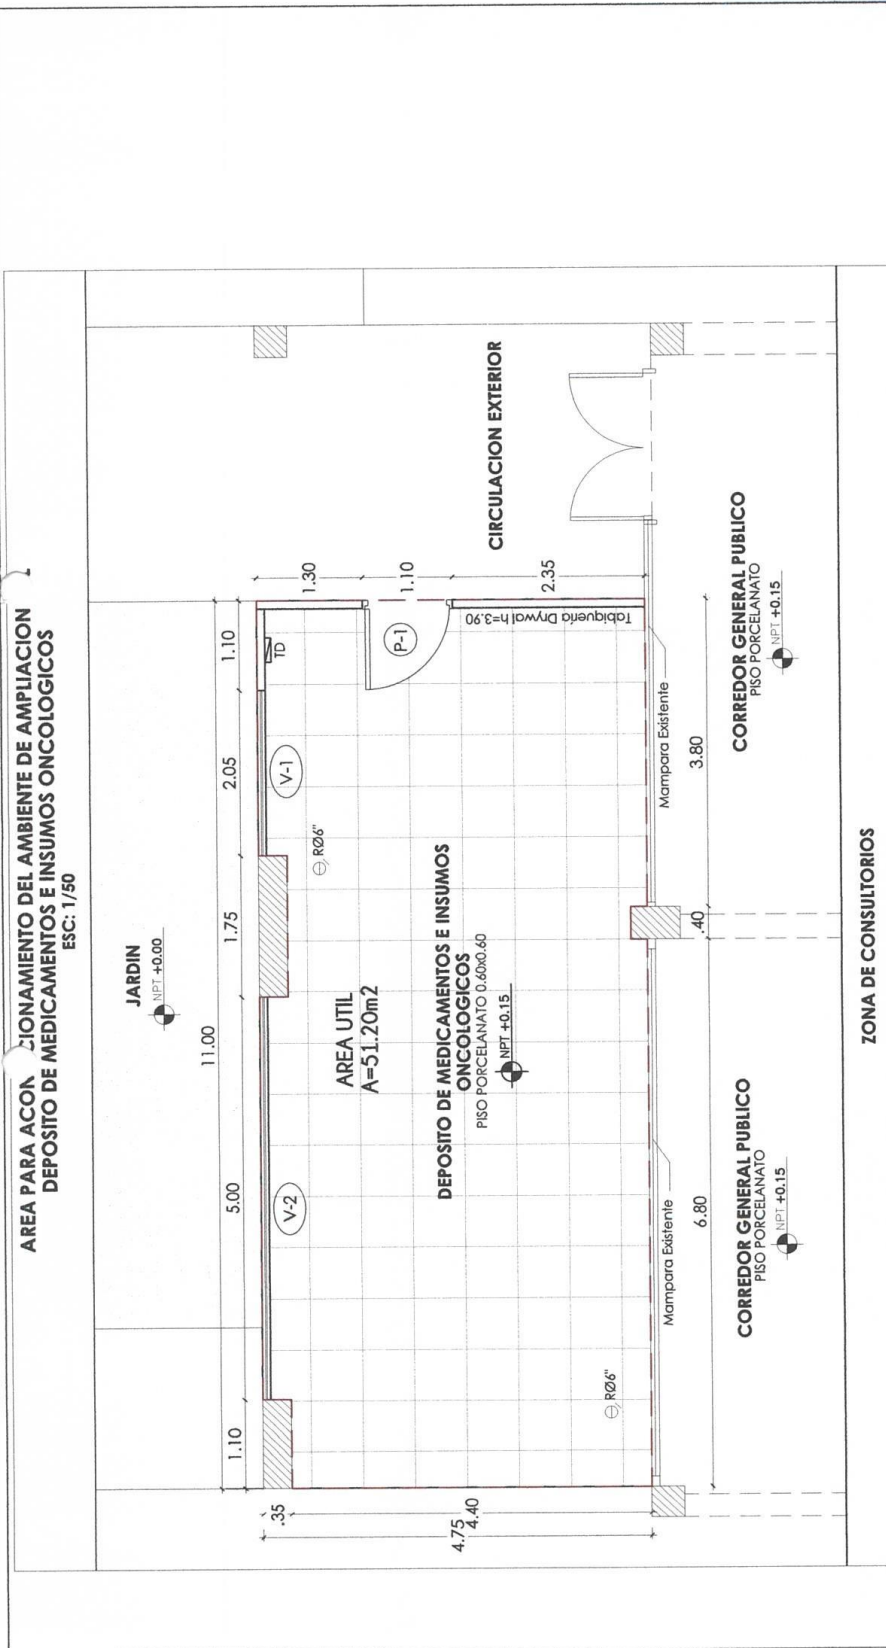 AREA PARA ACON CIONAMIENTO DEL AMBIENTE DE AMPLIACION
DEPOSITO DE MEDICAMENTOS E INSUMOS ONCOLOGICOS
ESC: 1/50
JARDIN
NPT +0.00
11.00
1.10
5.00
1.75
2.05
1.10
V-2
V-1
TD
RØ6"
AREA UTIL
A=51.20m2
P-1
1.30
1.10
2.35
CIRCULACION EXTERIOR
DEPOSITO DE MEDICAMENTOS E INSUMOS
ONCOLOGICOS
PISO PORCELANATO 0.60x0.60
NPT +0.15
Tabiqueria Drywal h=3.90
RØ6"
.35
4.40
4.75
Mampara Existente
Mampara Existente
6.80
.40
3.80
CORREDOR GENERAL PUBLICO
PISO PORCELANATO
NPT +0.15
CORREDOR GENERAL PUBLICO
PISO PORCELANATO
NPT +0.15
ZONA DE CONSULTORIOS